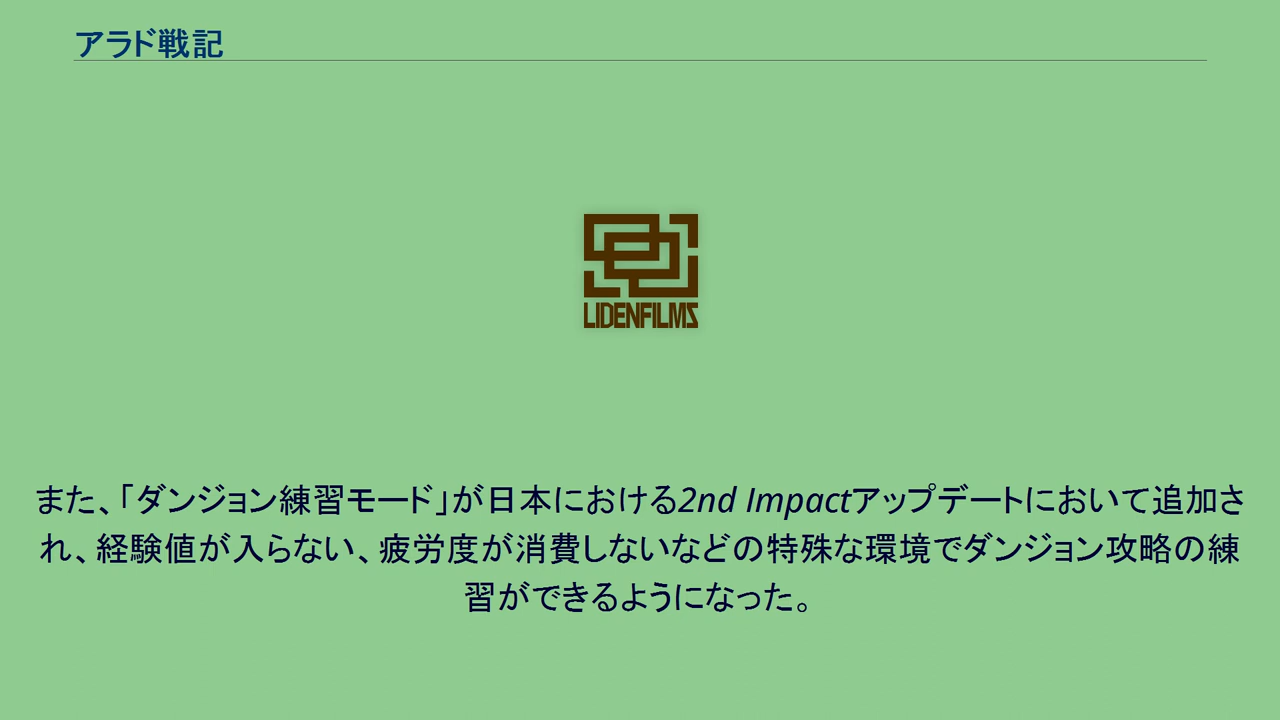 アラド戦記
LIDENFILMS
また、「ダンジョン練習モード」が日本における2nd Impactアップデートにおいて追加さ
れ、経験値が入らない、疲労度が消費しないなどの特殊な環境でダンジョン攻略の練
習ができるようになった。